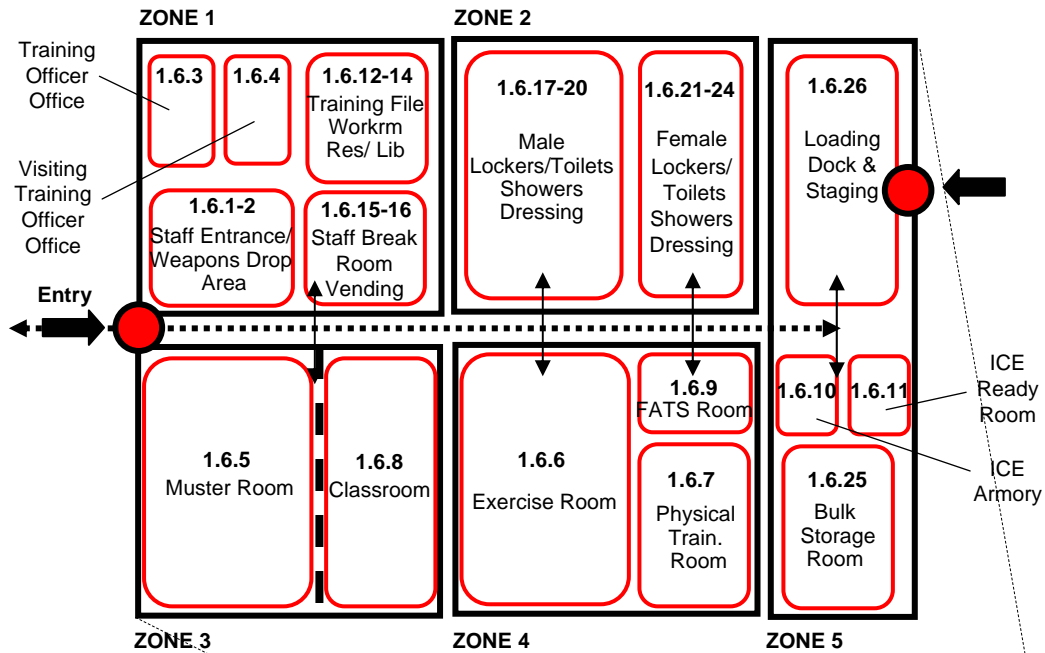 ZONE 1
ZONE 2
Training
Officer
Office
Visiting
Training
Officer
Office
1.6.3
1.6.4
1.6.12-14
Training File
Workrm
Res/ Lib
1.6.1-2
Staff Entrance/
Weapons Drop
Area
1.6.15-16
Staff Break
Room
Vending
1.6.17-20
Male
Lockers/Toilets
Showers
Dressing
1.6.21-24
Female
Lockers/
Toilets
Showers
Dressing
1.6.26
Loading
Dock &
Staging
Entry
1.6.5
Muster Room
1.6.8
Classroom
1.6.6
Exercise Room
1.6.9
FATS Room
1.6.7
Physical
Train.
Room
1.6.10
1.6.11
1.6.25
Bulk
Storage
Room
ICE
Ready
Room
ICE
Armory
ZONE 3
ZONE 4
ZONE 5